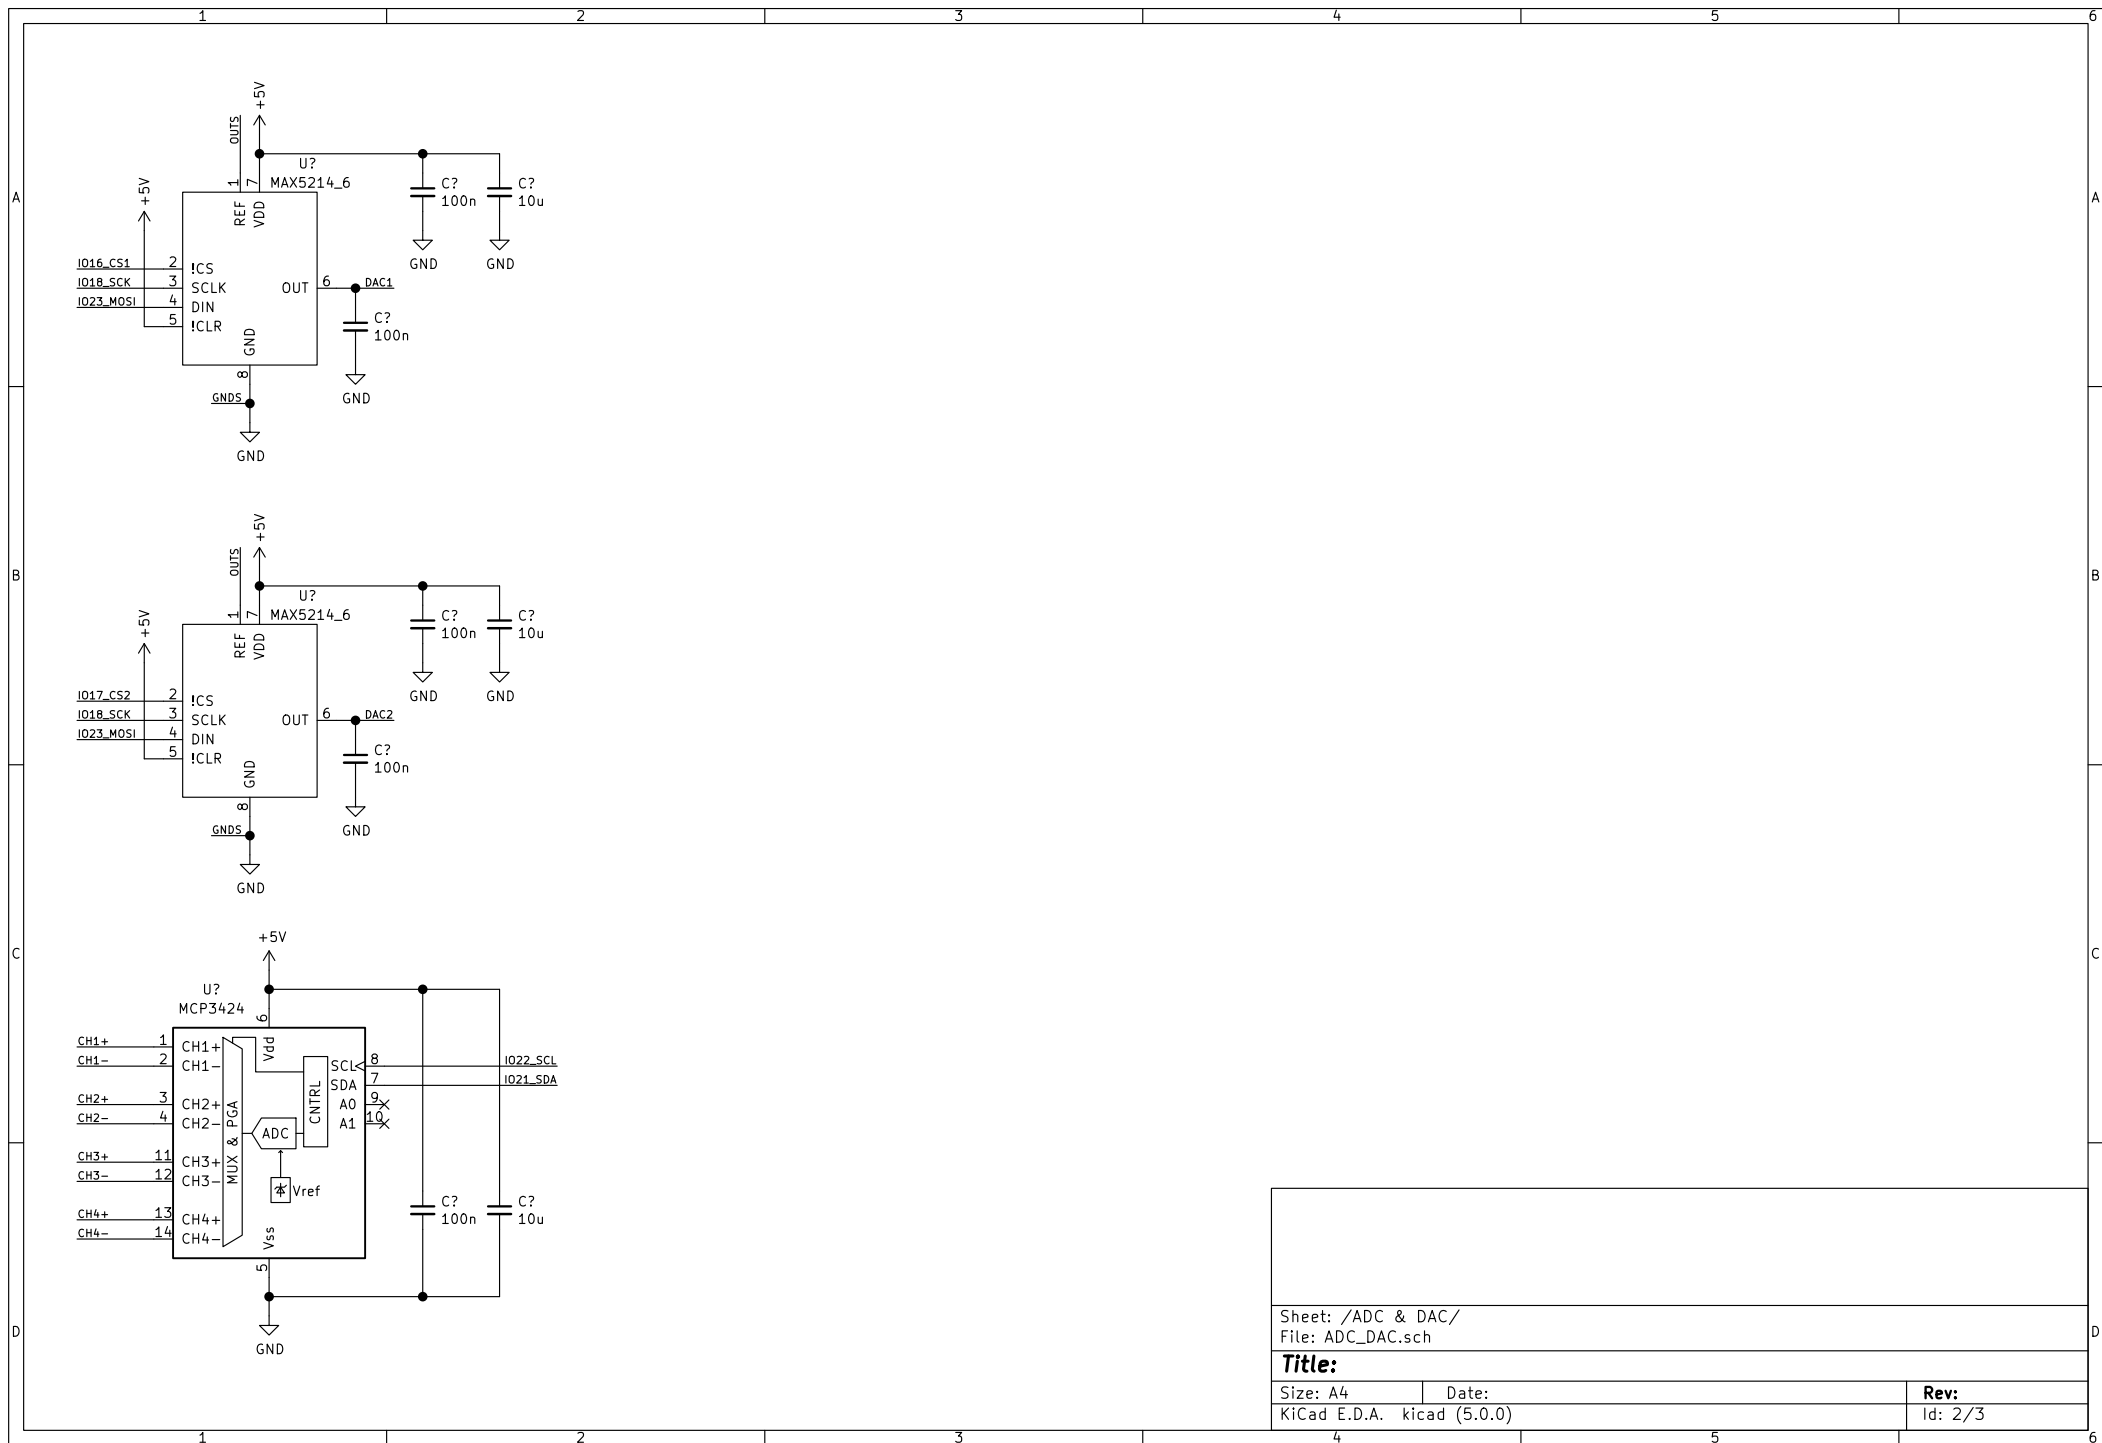 1 2 3 4 5 6
A A
+5V
OUTS
U?
MAX5214_6
1 7
REF
VDD
+5V
C?
100n
C?
10u
GND GND
IO16_CS1 2 !CS
IO18_SCK 3 SCLK
IO23_MOSI 4 DIN
5 !CLR
OUT 6 DAC1
C?
100n
GND
GND
8
GNDS
GND
B B
+5V
OUTS
U?
MAX5214_6
1 7
REF
VDD
+5V
C?
100n
C?
10u
GND GND
IO17_CS2 2 !CS
IO18_SCK 3 SCLK
IO23_MOSI 4 DIN
5 !CLR
OUT 6 DAC2
C?
100n
GND
GND
8
GNDS
GND
C C
+5V
U?
MCP3424
6
Vdd
CH1+ 1 CH1+
CH1- 2 CH1-
CH2+ 3 CH2+
CH2- 4 CH2-
CH3+ 11 CH3+
CH3- 12 CH3-
CH4+ 13 CH4+
CH4- 14 CH4-
MUX & PGA
ADC
CNTRL
Vref
SCL 8 IO22_SCL
SDA 7 IO21_SDA
A0 9
A1 10
Vss
5
C?
100n
C?
10u
GND
D D
Sheet: /ADC & DAC/
File: ADC_DAC.sch
Title:
Size: A4 Date: Rev:
KiCad E.D.A. kicad (5.0.0) Id: 2/3
1 2 3 4 5 6